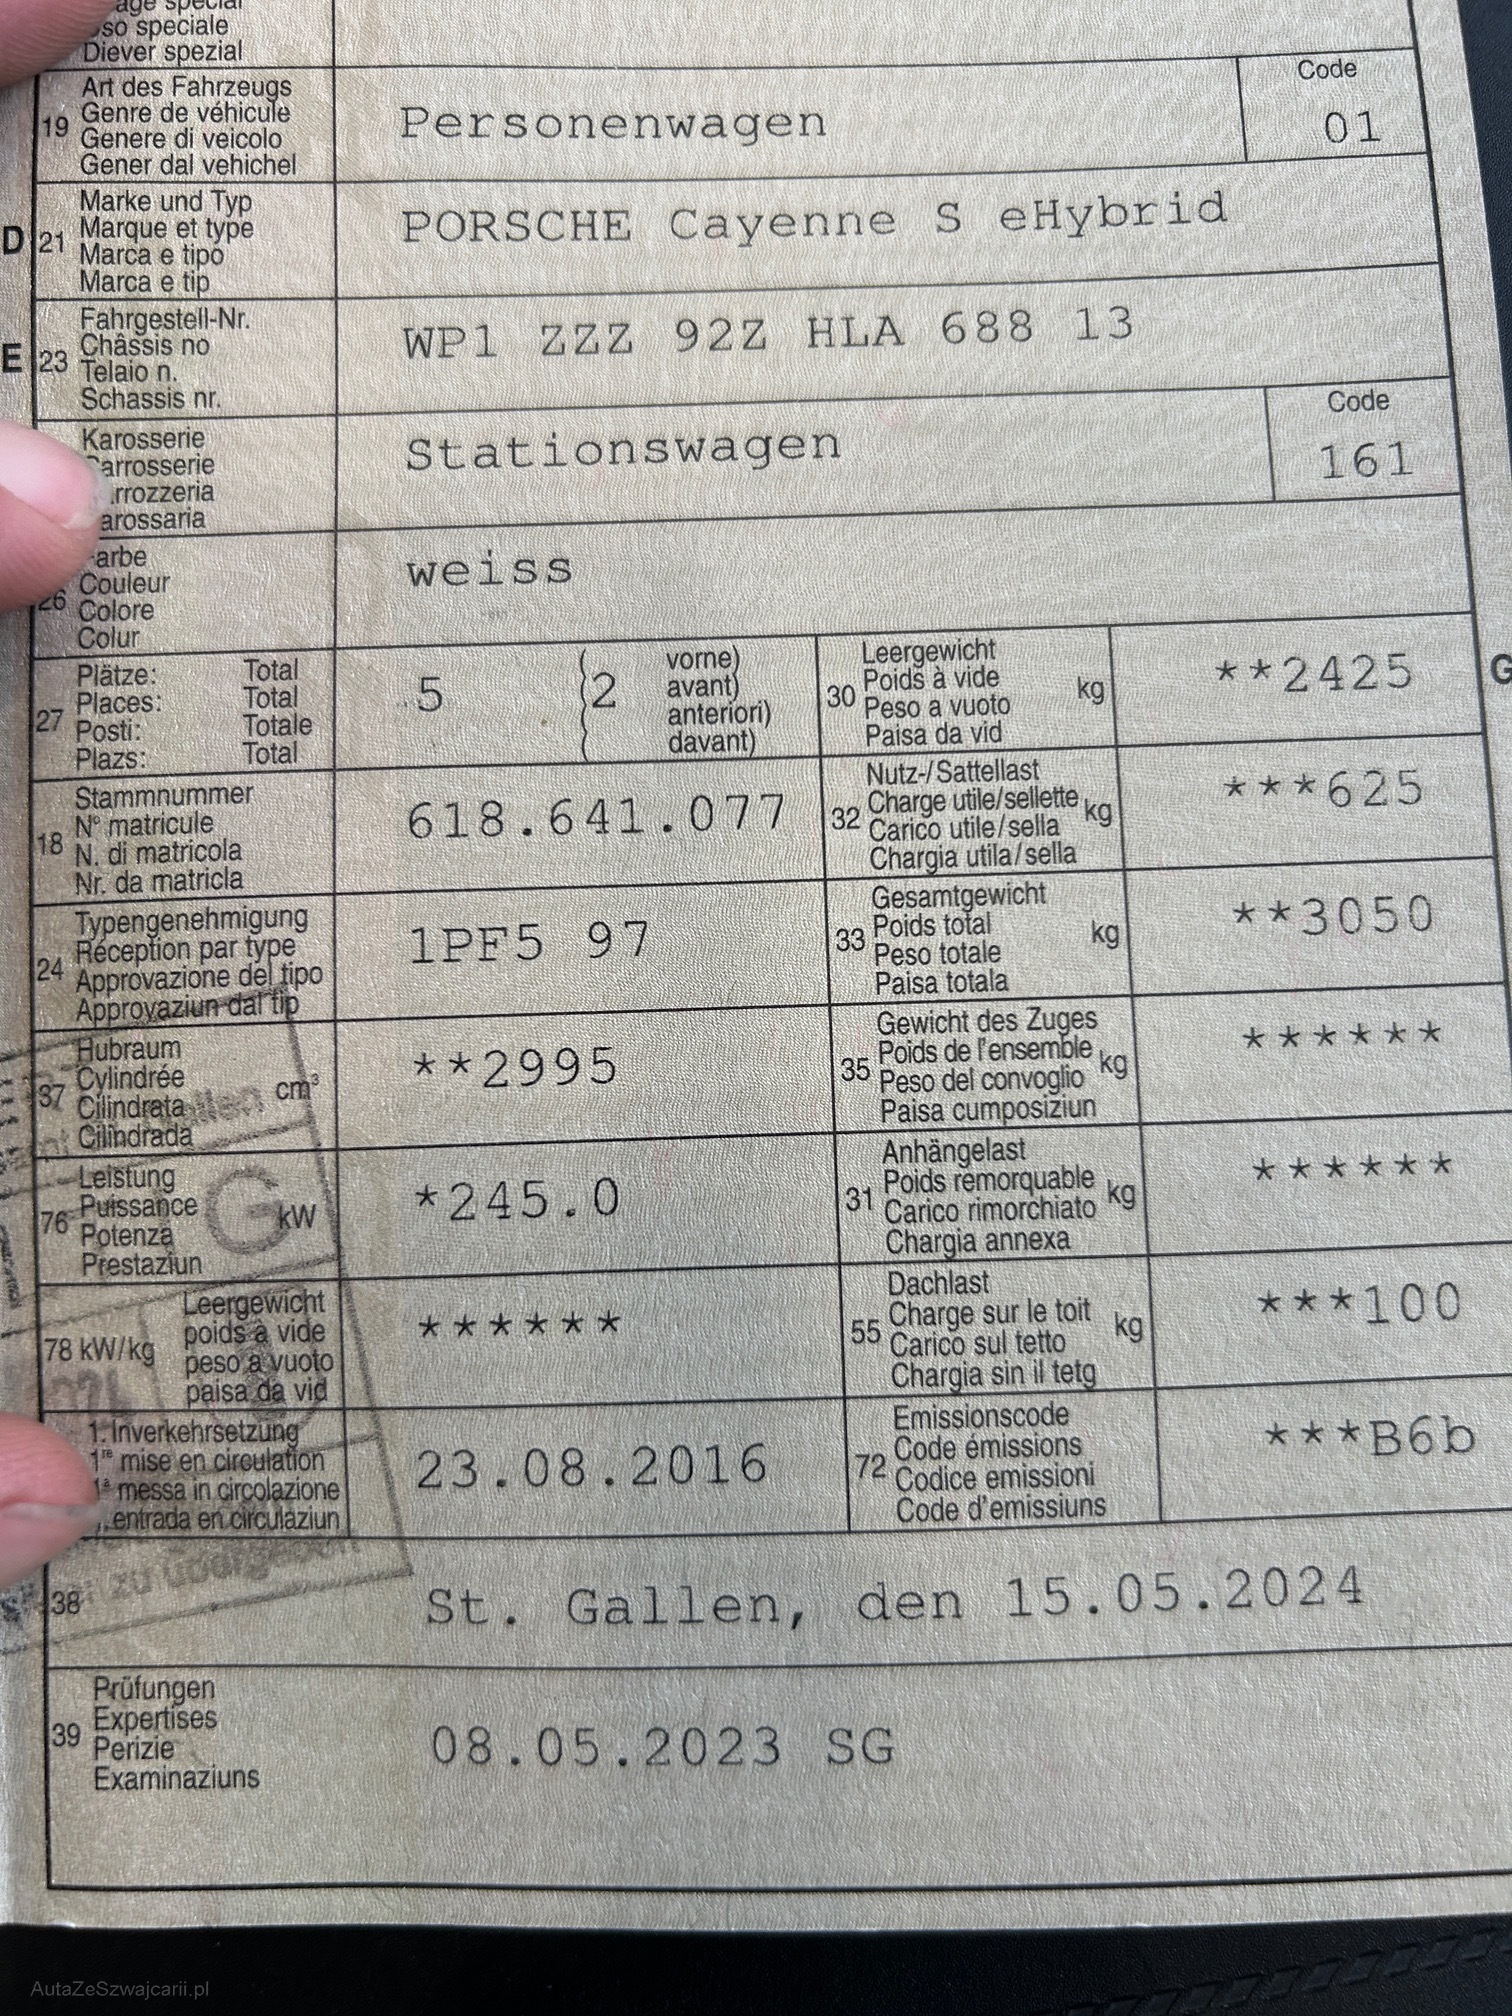 so speciale
Diever spezial
19 Art des Fahrzeugs
Genre de véhicule
Genere di veicolo
Gener dal vehichel
Personenwagen
Code
01
D 21 Marke und Typ
Marque et type
Marca e tipo
Marca e tip
PORSCHE Cayenne S eHybrid
E 23 Fahrgestell-Nr.
Châssis no
Telaio n.
Schassis nr.
WP1 ZZZ 92Z HLA 688 13
Karosserie
arrosserie
rrozzeria
arossaria
Stationswagen
Code
161
26 arbe
Couleur
Colore
Colur
weiss
27 Plätze: Total
Places: Total
Posti: Totale
Plazs: Total
5 (2 vorne)
avant)
anteriori)
davant)
30 Leergewicht
Poids à vide
Peso a vuoto
Paisa da vid
kg
**2425
G
18 Stammnummer
N° matricule
N. di matricola
Nr. da matricla
618.641.077
32 Nutz-/Sattellast
Charge utile/sellette
Carico utile/sella
Chargia utila/sella
kg
***625
24 Typengenehmigung
Réception par type
Approvazione del tipo
Approvaziun dal tip
1PF5 97
33 Gesamtgewicht
Poids total
Peso totale
Paisa totala
kg
**3050
37 Hubraum
Cylindrée
Cilindrata
Cilindrada
cm³
**2995
35 Gewicht des Zuges
Poids de l'ensemble
Peso del convoglio
Paisa cumposiziun
kg
******
76 Leistung
Puissance
Potenza
Prestaziun
kW
*245.0
31 Anhängelast
Poids remorquable
Carico rimorchiato
Chargia annexa
kg
******
78 kW/kg Leergewicht
poids à vide
peso a vuoto
paisa da vid
******
55 Dachlast
Charge sur le toit
Carico sul tetto
Chargia sin il tetg
kg
***100
1. Inverkehrsetzung
1re mise en circulation
1a messa in circolazione
entrada en circulaziun
23.08.2016
72 Emissionscode
Code émissions
Codice emissioni
Code d'emissiuns
***B6b
38
St. Gallen, den 15.05.2024
39 Prüfungen
Expertises
Perizie
Examinaziuns
08.05.2023 SG
AutaZeSzwajcarii.pl